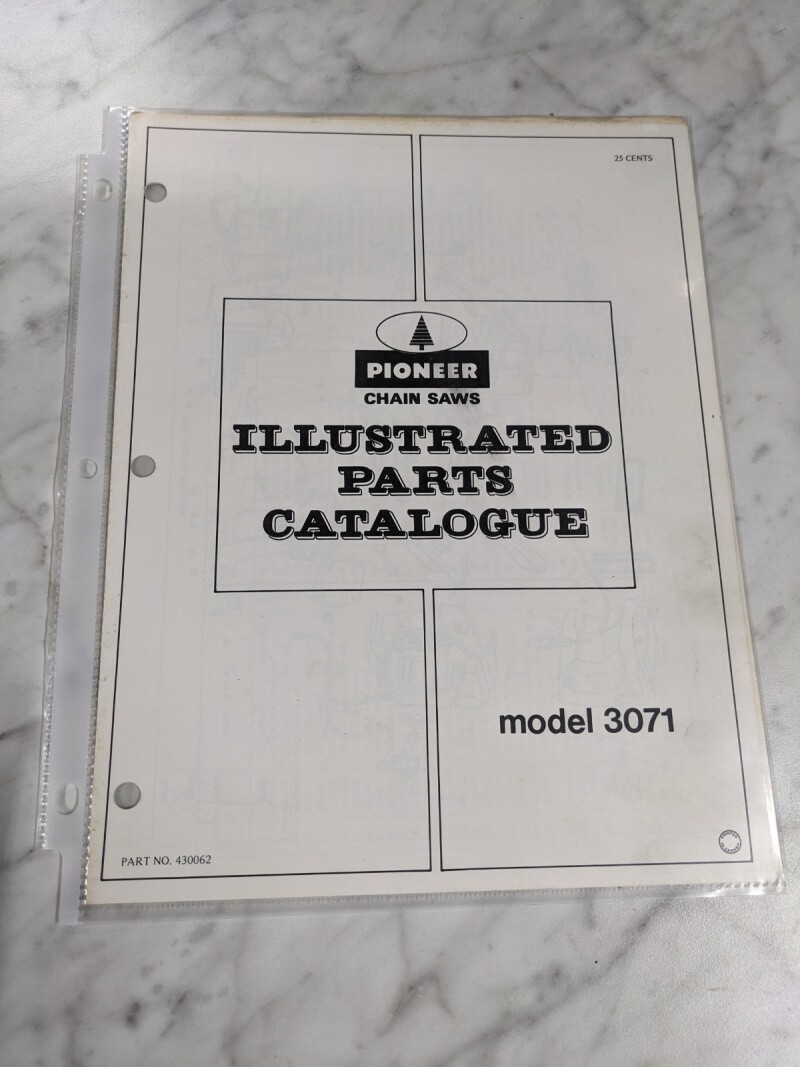 25 CENTS
PIONEER
CHAIN SAWS
ILLUSTRATED
PARTS
CATALOGUE
model 3071
PART NO. 430062